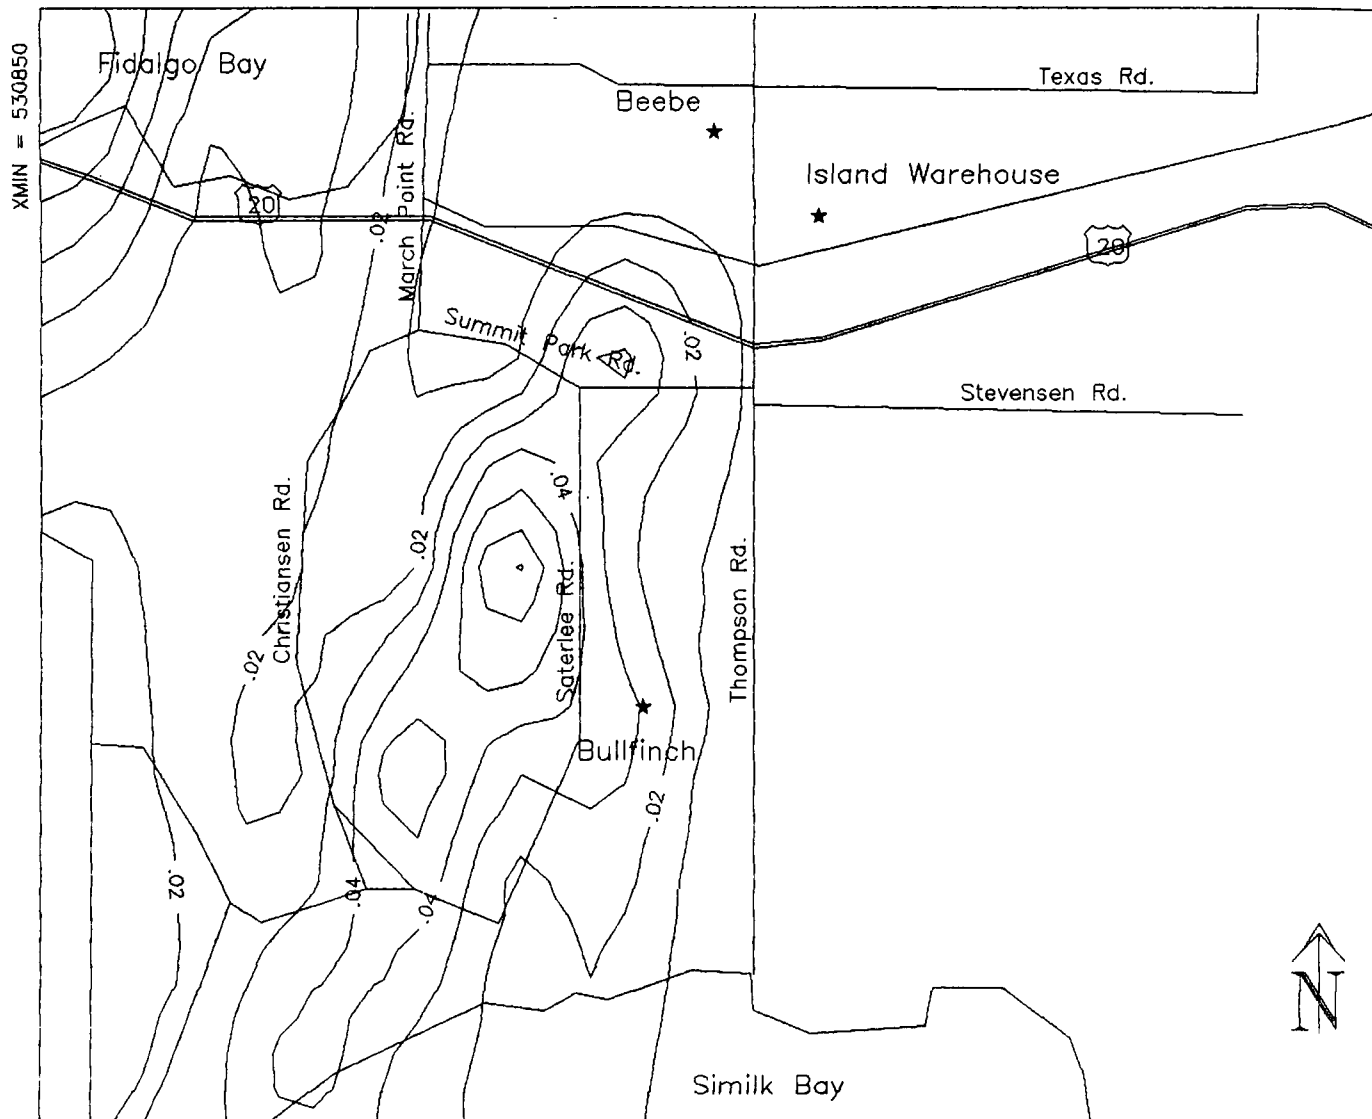 XMIN = 530850
Fidalgo Bay
Texas Rd.
Beebe
March Point Rd.
Island Warehouse
20
.02
20
Summit Park Rd.
.02
Stevensen Rd.
.04
Christiansen Rd.
.02
Saterlee Rd.
Thompson Rd.
.02
Bullfinch
.02
.02
.04
.04
N
Similk Bay